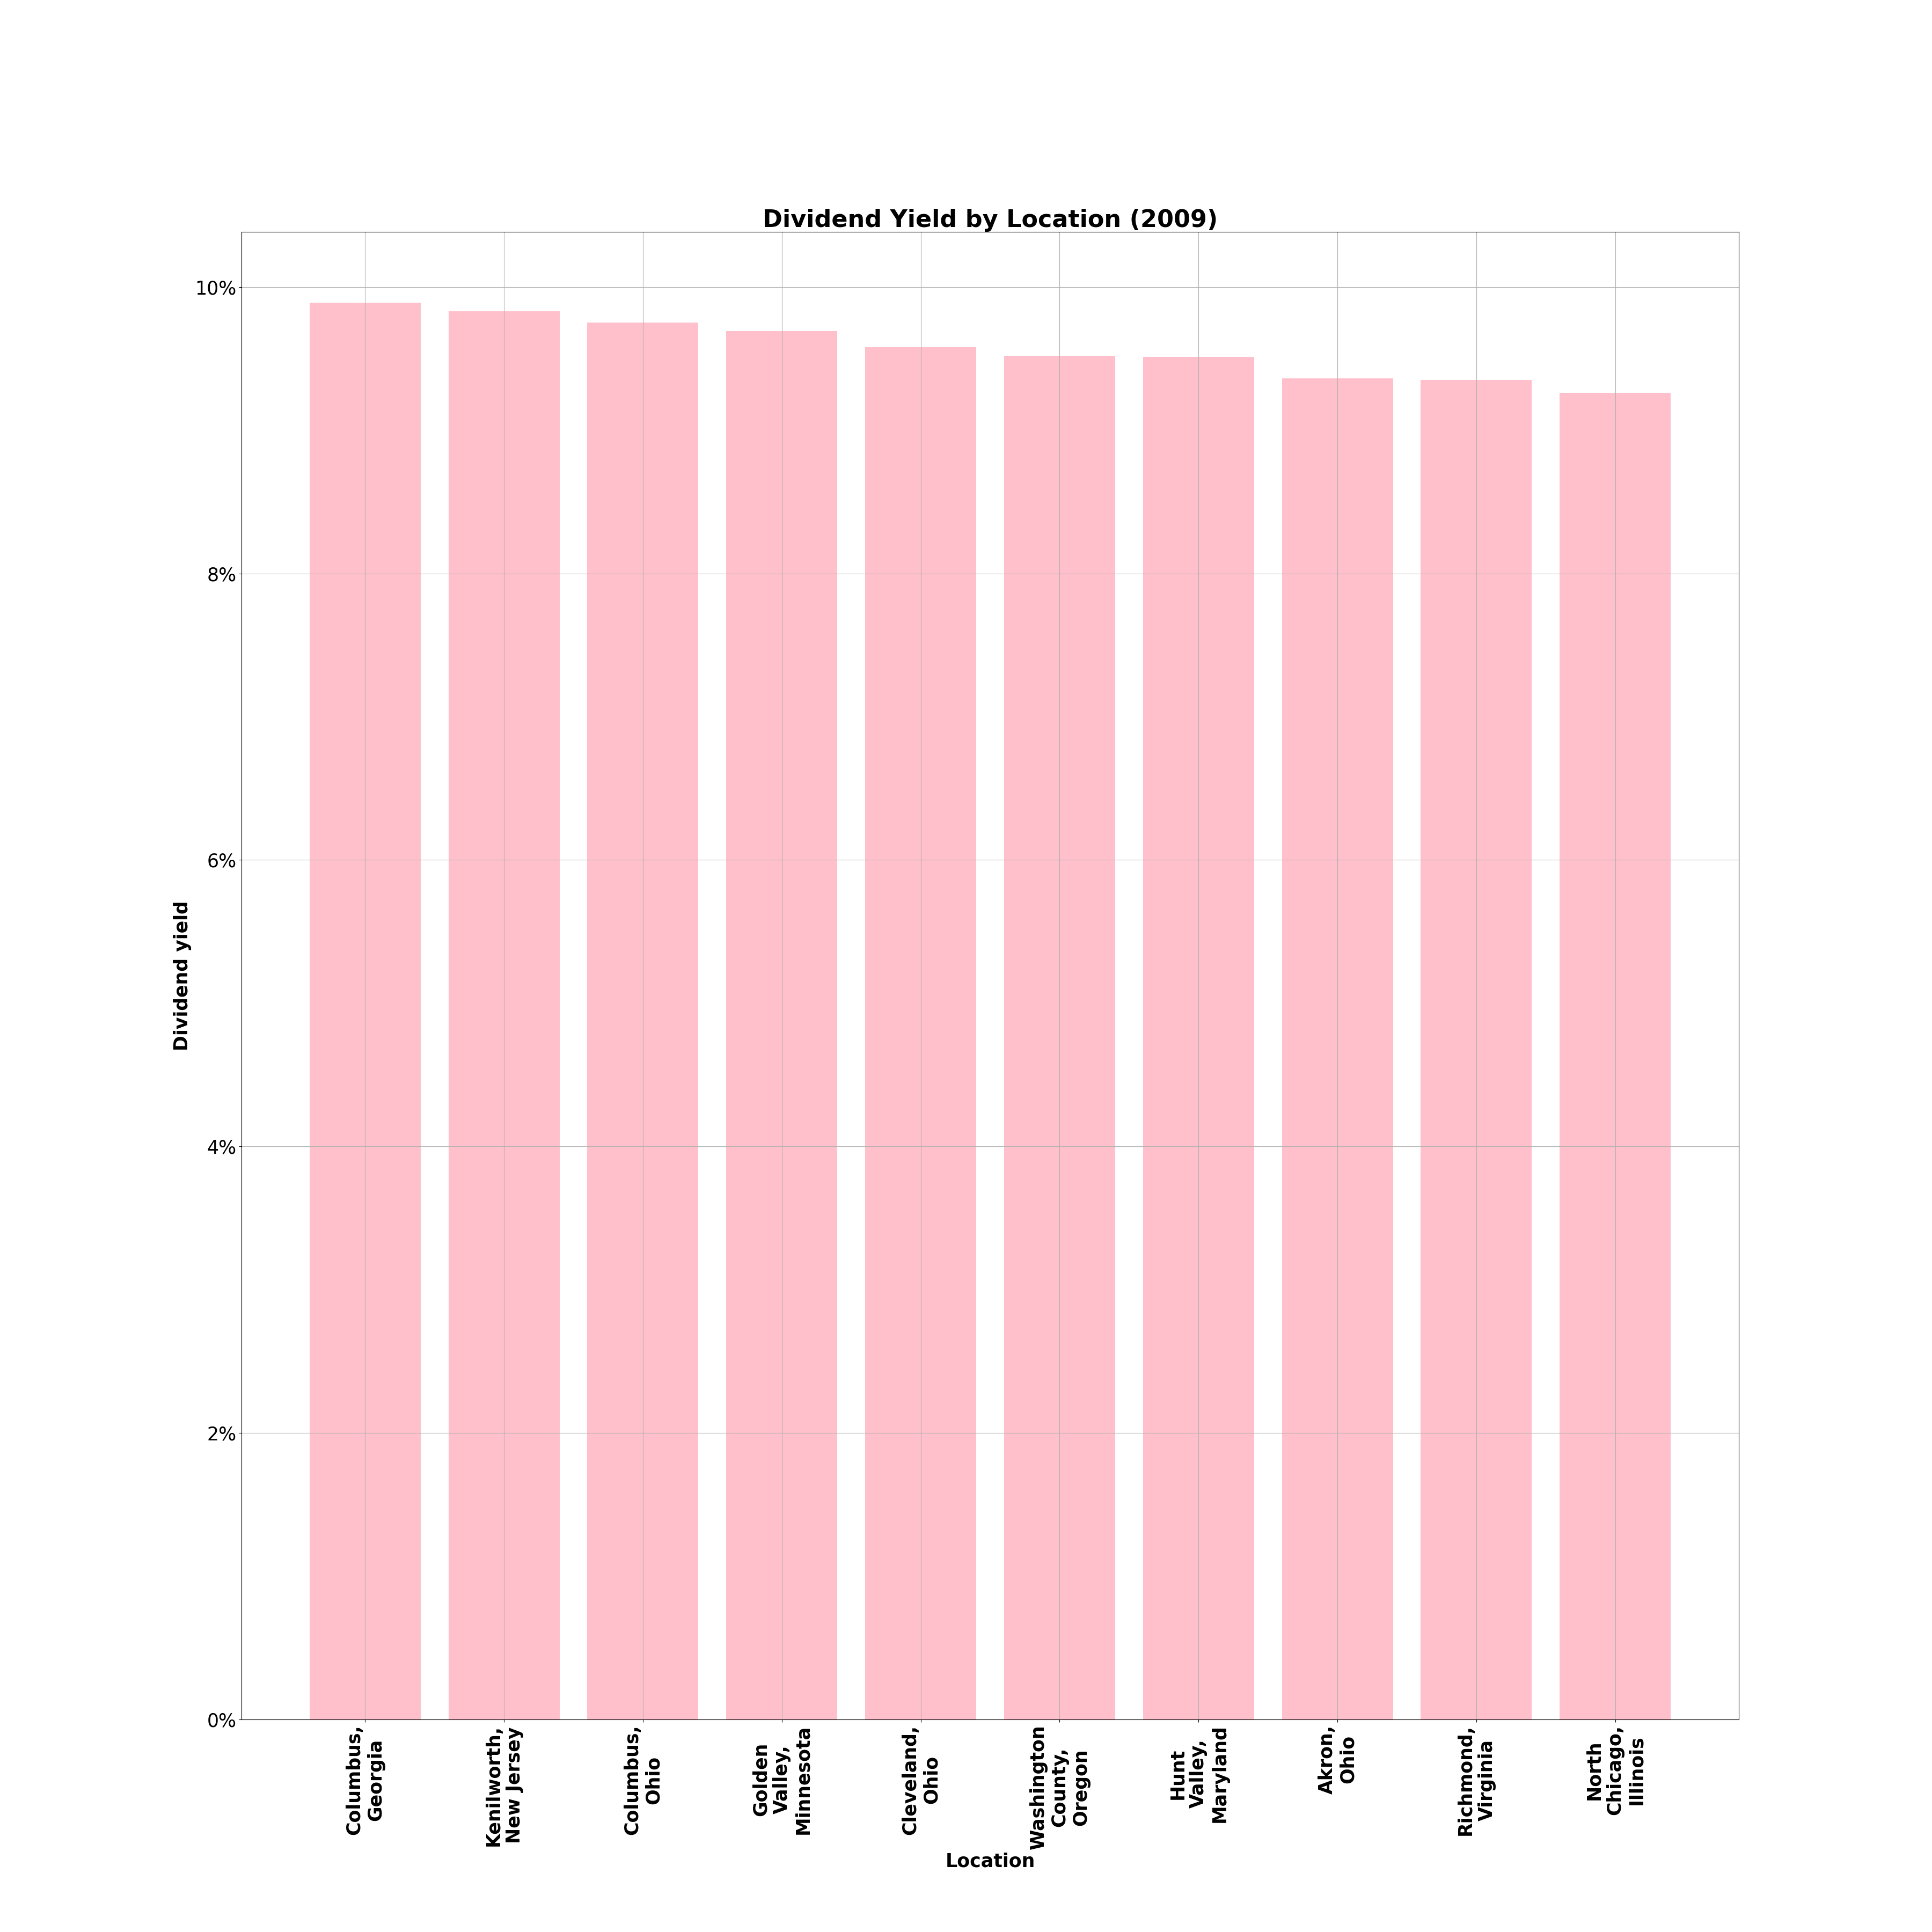 Dividend Yield by Location (2009)
10%
8%
6%
4%
2%
0%
Dividend yield
Columbus,
Georgia
Kenilworth,
New Jersey
Columbus,
Ohio
Golden
Valley,
Minnesota
Cleveland,
Ohio
Washington
County,
Oregon
Hunt
Valley,
Maryland
Akron,
Ohio
Richmond,
Virginia
North
Chicago,
Illinois
Location